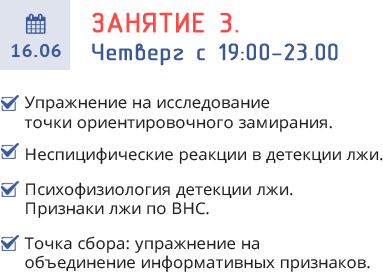 ЗАНЯТИЕ 3.
16.06
Четверг с 19:00-23.00
Упражнение на исследование
точки ориентировочного замирания.
Неспицифические реакции в детекции лжи.
Психофизиология детекции лжи.
Признаки лжи по ВНС.
Точка сбора: упражнение на
объединение информативных признаков.